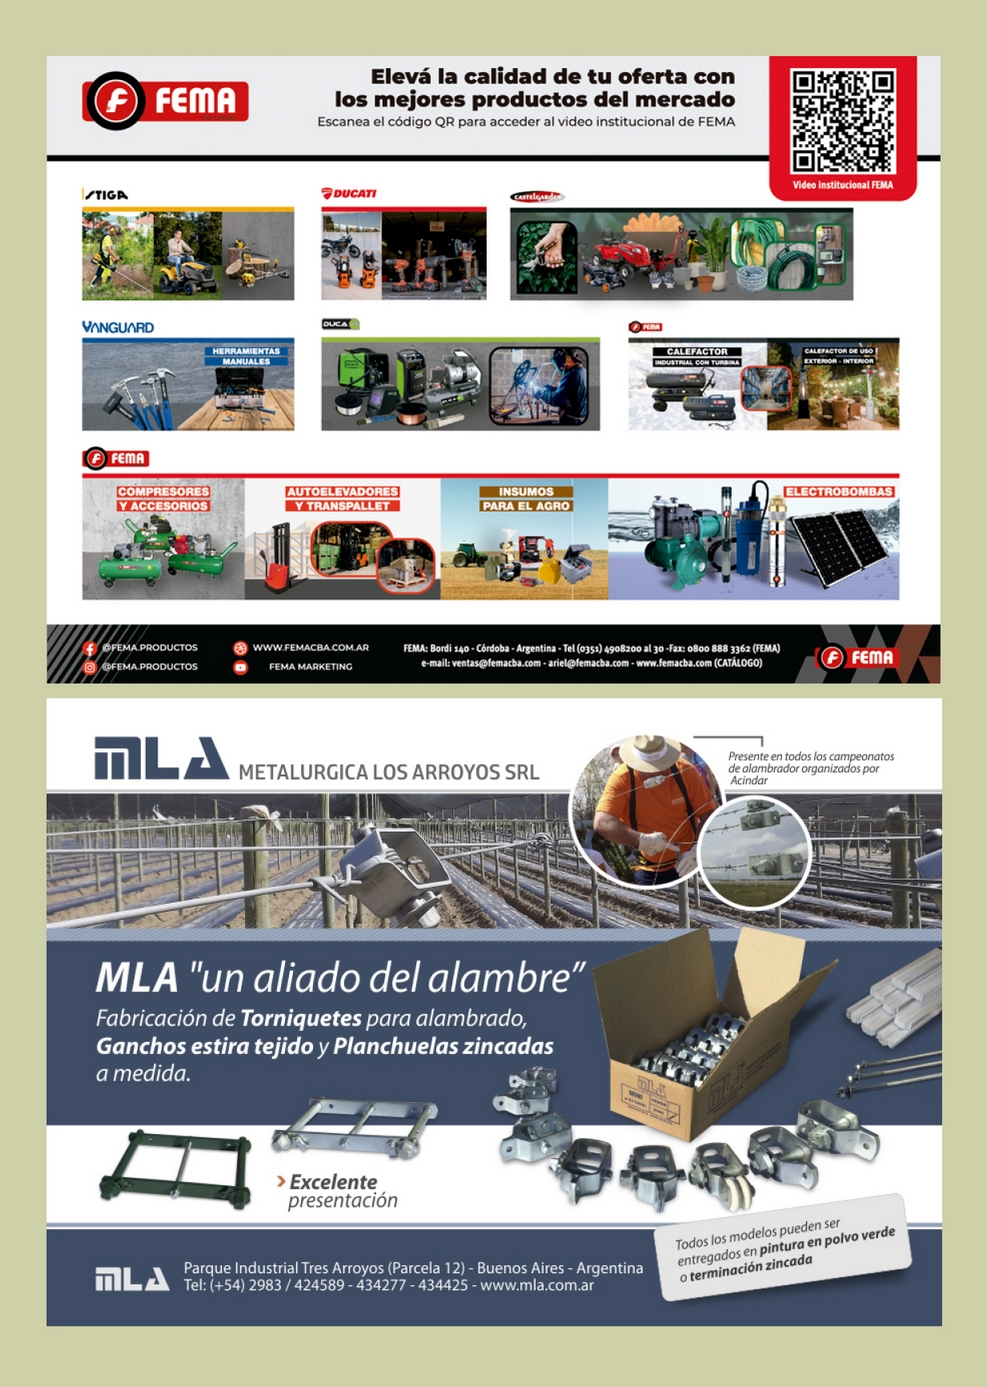 FEMA
Elevá la calidad de tu oferta con
los mejores productos del mercado
Escanea el código QR para acceder al video institucional de FEMA
Video institucional FEMA
STIGA
DUCATI
CASTELGARDEN
VANGUARD
HERRAMIENTAS
MANUALES
DUCA
FEMA
CALEFACTOR
INDUSTRIAL CON TURBINA
CALEFACTOR DE USO
EXTERIOR - INTERIOR
FEMA
COMPRESORES
Y ACCESORIOS
AUTOELEVADORES
Y TRANSPALLET
INSUMOS
PARA EL AGRO
ELECTROBOMBAS
@FEMA.PRODUCTOS
@FEMA.PRODUCTOS
WWW.FEMACBA.COM.AR
FEMA MARKETING
FEMA: Bordi 140 - Córdoba - Argentina - Tel (0351) 4908200 al 30 -Fax: 0800 888 3362 (FEMA)
e-mail: ventas@femacba.com - ariel@femacba.com - www.femacba.com (CATÁLOGO)
FEMA
MLA METALURGICA LOS ARROYOS SRL
Presente en todos los campeonatos
de alambrador organizados por
Acindar
MLA "un aliado del alambre"
Fabricación de Torniquetes para alambrado,
Ganchos estira tejido y Planchuelas zincadas
a medida.
MLA
MINI
Excelente
presentación
Todos los modelos pueden ser
entregados en pintura en polvo verde
o terminación zincada
MLA
Parque Industrial Tres Arroyos (Parcela 12) - Buenos Aires - Argentina
Tel: (+54) 2983 / 424589 - 434277 - 434425 - www.mla.com.ar